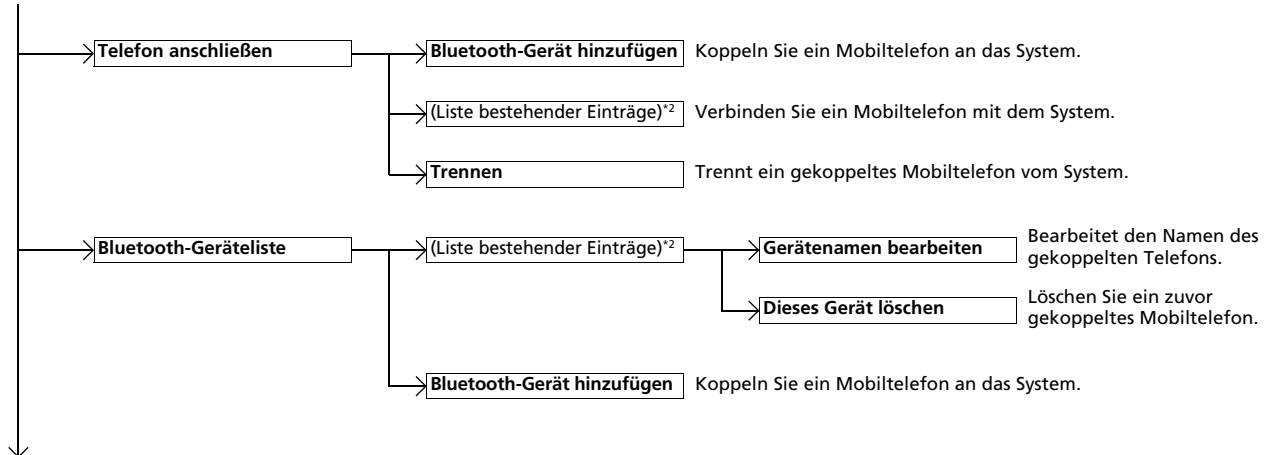 Telefon anschließen
Bluetooth-Gerät hinzufügen
Koppeln Sie ein Mobiltelefon an das System.
(Liste bestehender Einträge)*2
Verbinden Sie ein Mobiltelefon mit dem System.
Trennen
Trennt ein gekoppeltes Mobiltelefon vom System.
Bluetooth-Geräteliste
(Liste bestehender Einträge)*2
Gerätenamen bearbeiten
Bearbeitet den Namen des
gekoppelten Telefons.
Dieses Gerät löschen
Löschen Sie ein zuvor
gekoppeltes Mobiltelefon.
Bluetooth-Gerät hinzufügen
Koppeln Sie ein Mobiltelefon an das System.